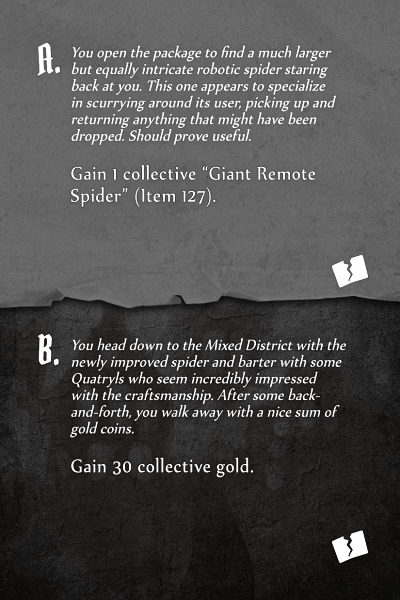 A.
You open the package to find a much larger
but equally intricate robotic spider staring
back at you. This one appears to specialize
in scurrying around its user, picking up and
returning anything that might have been
dropped. Should prove useful.
Gain 1 collective “Giant Remote
Spider” (Item 127).
B.
You head down to the Mixed District with the
newly improved spider and barter with some
Quatryls who seem incredibly impressed
with the craftsmanship. After some back-
and-forth, you walk away with a nice sum of
gold coins.
Gain 30 collective gold.